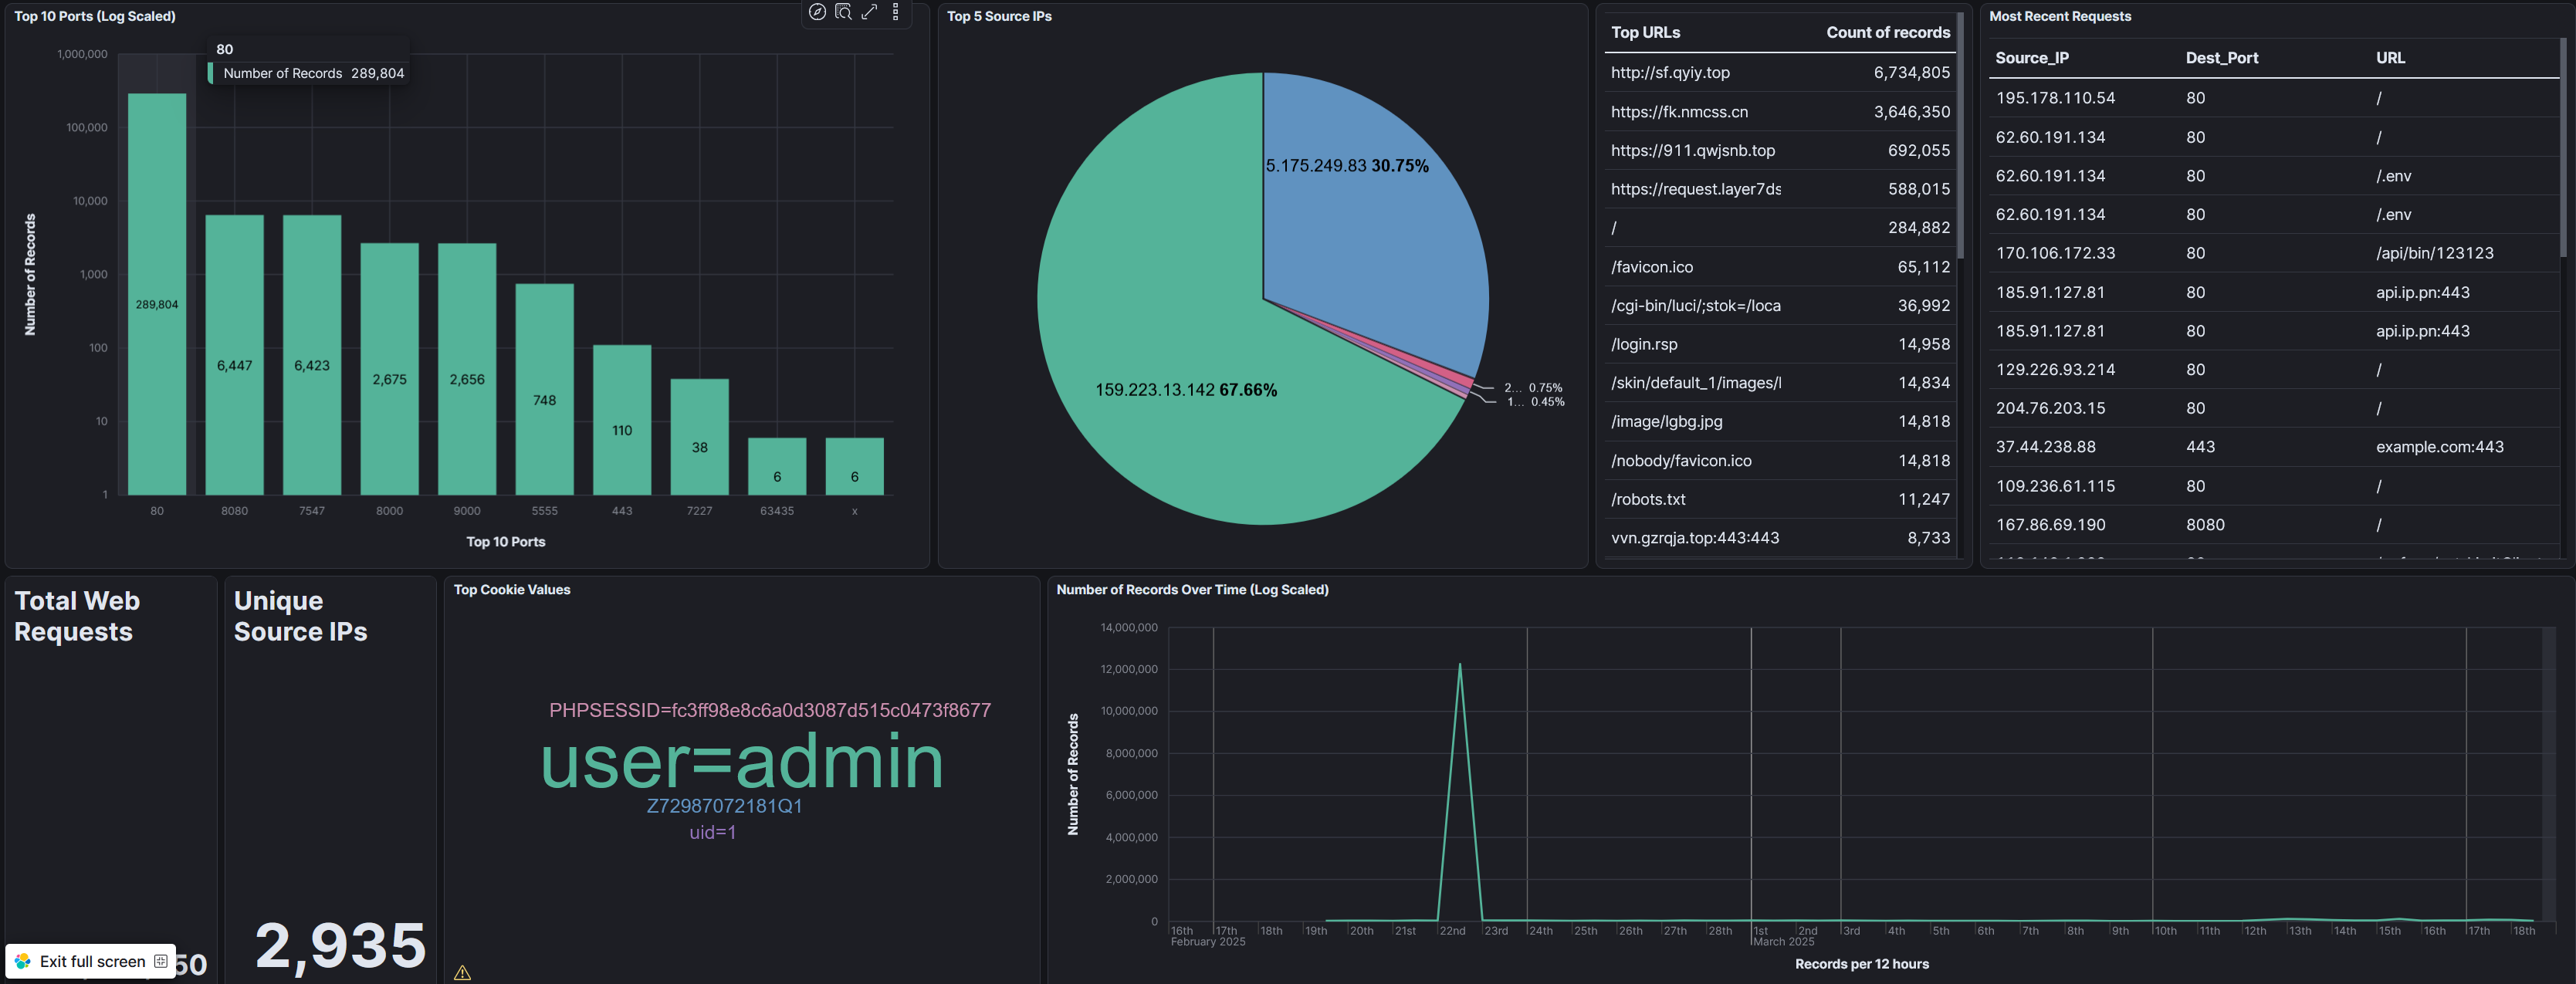 Top 10 Ports (Log Scaled)
80
Number of Records 289,804
1,000,000
100,000
10,000
1,000
100
10
1
Number of Records
289,804
6,447
6,423
2,675
2,656
748
110
38
6
6
80 8080 7547 8000 9000 5555 443 7227 63435 x
Top 10 Ports
Top 5 Source IPs
5.175.249.83 30.75%
2... 0.75%
1... 0.45%
159.223.13.142 67.66%
Top URLs Count of records
http://sf.qyiy.top 6,734,805
https://fk.nmcss.cn 3,646,350
https://911.qwjsnb.top 692,055
https://request.layer7ds 588,015
/ 284,882
/favicon.ico 65,112
/cgi-bin/luci/;stok=/loca 36,992
/login.rsp 14,958
/skin/default_1/images/l 14,834
/image/lgbg.jpg 14,818
/nobody/favicon.ico 14,818
/robots.txt 11,247
vvn.gzrqja.top:443:443 8,733
Most Recent Requests
Source_IP Dest_Port URL
195.178.110.54 80 /
62.60.191.134 80 /
62.60.191.134 80 /.env
62.60.191.134 80 /.env
170.106.172.33 80 /api/bin/123123
185.91.127.81 80 api.ip.pn:443
185.91.127.81 80 api.ip.pn:443
129.226.93.214 80 /
204.76.203.15 80 /
37.44.238.88 443 example.com:443
109.236.61.115 80 /
167.86.69.190 8080 /
Total Web
Requests
50
Exit full screen
Unique
Source IPs
2,935
Top Cookie Values
PHPSESSID=fc3ff98e8c6a0d3087d515c0473f8677
user=admin
Z72987072181Q1
uid=1
Number of Records Over Time (Log Scaled)
14,000,000
12,000,000
10,000,000
8,000,000
6,000,000
4,000,000
2,000,000
0
Number of Records
16th 17th 18th 19th 20th 21st 22nd 23rd 24th 25th 26th 27th 28th 1st 2nd 3rd 4th 5th 6th 7th 8th 9th 10th 11th 12th 13th 14th 15th 16th 17th 18th
February 2025 March 2025
Records per 12 hours